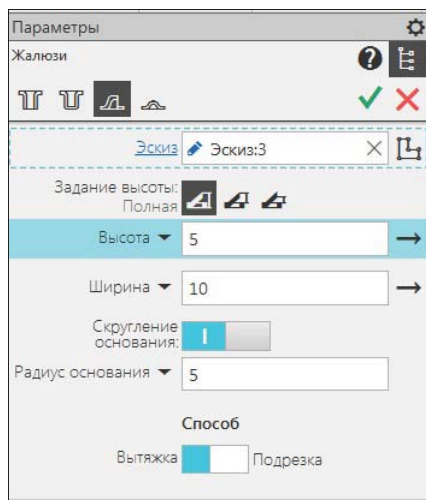 Параметры
Жалюзи
Эскиз Эскиз:3
Задание высоты:
Полная
Высота 5
Ширина 10
Скругление
основания:
Радиус основания 5
Способ
Вытяжка Подрезка